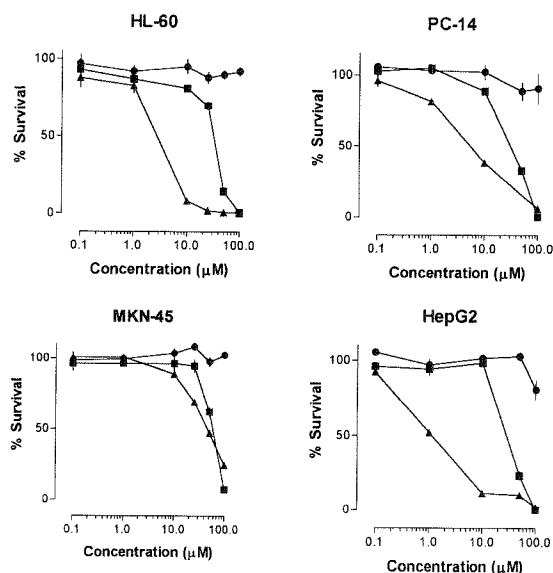 HL-60
% Survival
100
50
0
0.1
1.0
10.0
100.0
Concentration (μM)
PC-14
% Survival
100
50
0
0.1
1.0
10.0
100.0
Concentration (μM)
MKN-45
% Survival
100
50
0
0.1
1.0
10.0
100.0
Concentration (μM)
HepG2
% Survival
100
50
0
0.1
1.0
10.0
100.0
Concentration (μM)